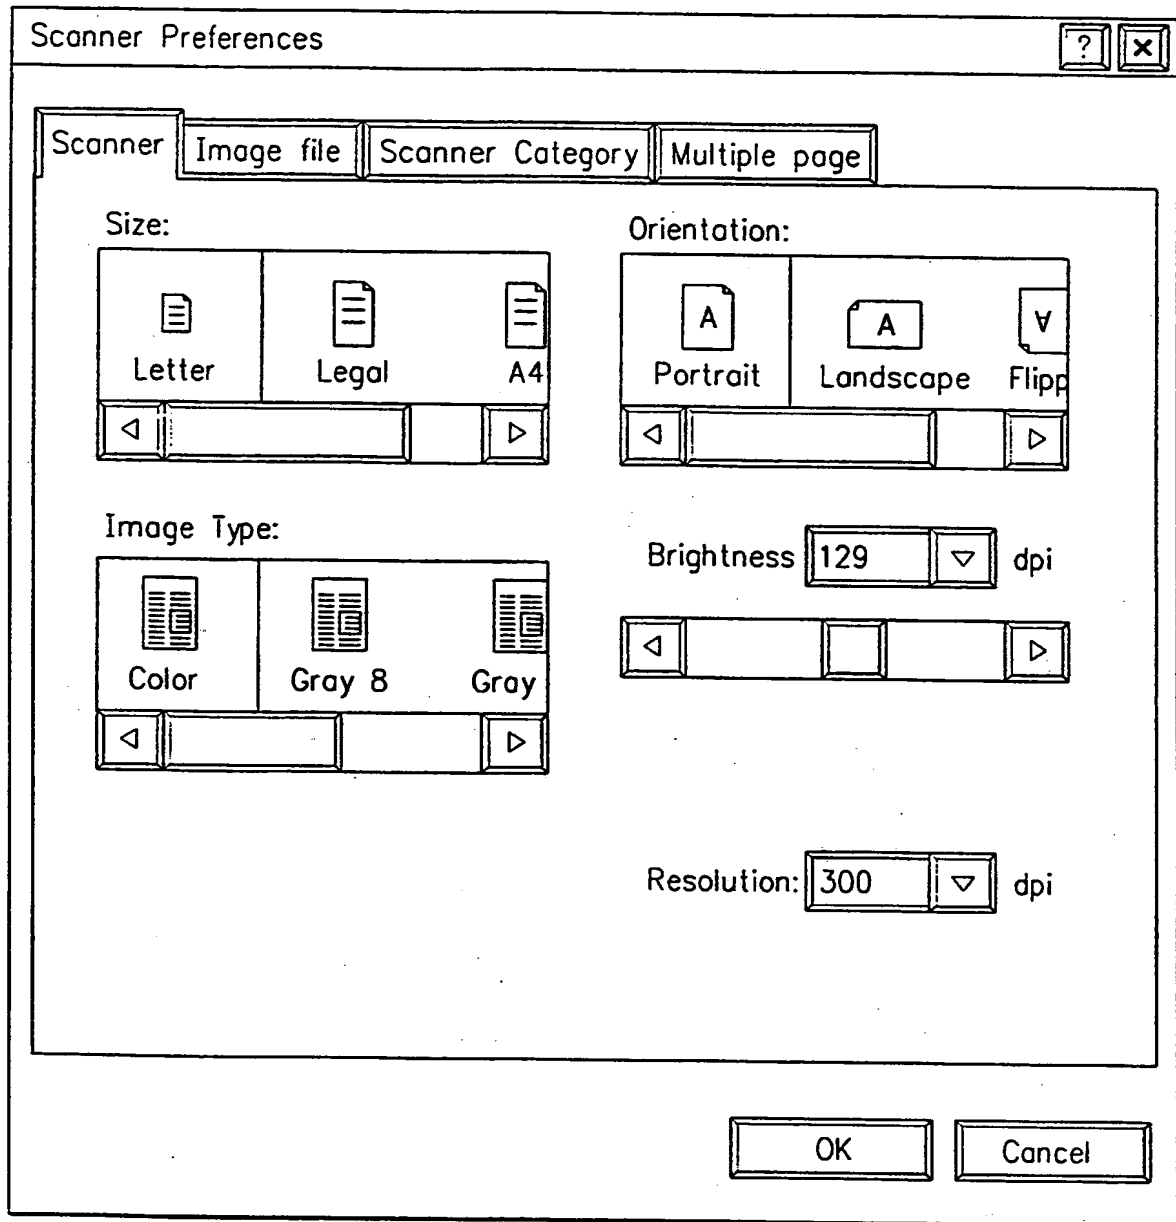 Scanner Preferences ?
Scanner Image file Scanner Category Multiple page
Size:
Letter Legal A4
Orientation:
A A A
Portrait Landscape Flipp
Image Type:
Color Gray 8 Gray
Brightness 129 dpi
Resolution: 300 dpi
OK Cancel